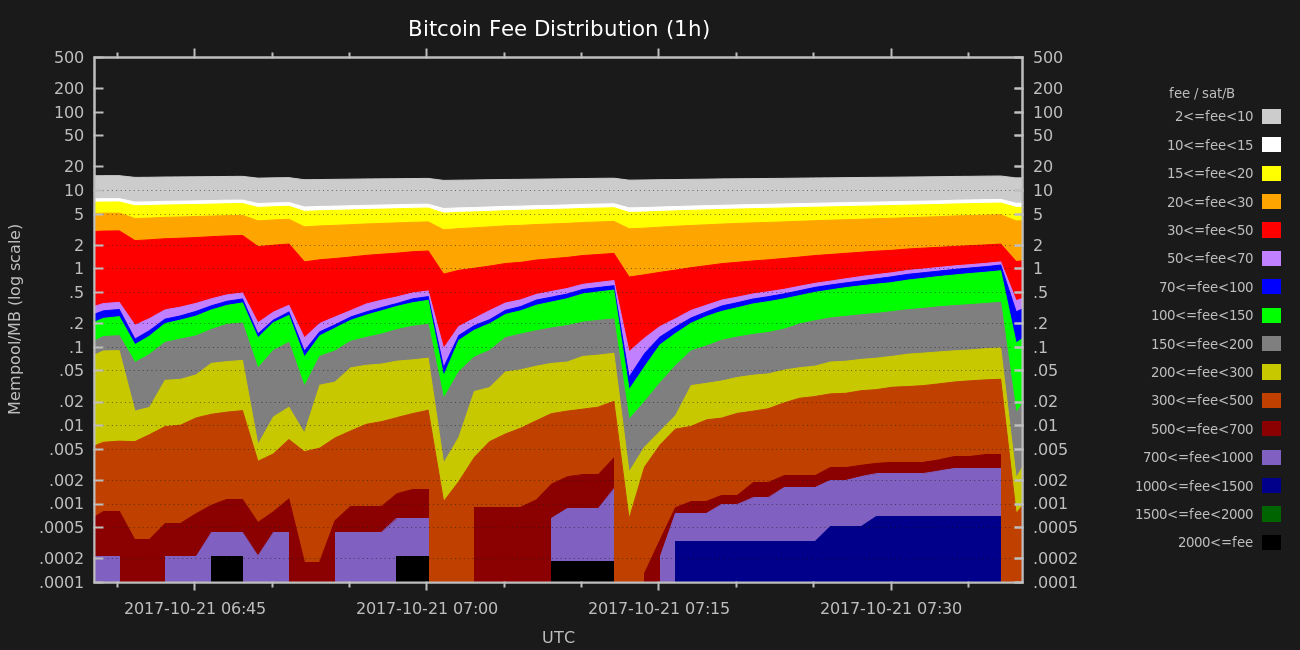 Bitcoin Fee Distribution (1h)
Mempool/MB (log scale)
500
200
100
50
20
10
5
2
1
.5
.2
.1
.05
.02
.01
.005
.002
.001
.0005
.0002
.0001
500
200
100
50
20
10
5
2
1
.5
.2
.1
.05
.02
.01
.005
.002
.001
.0005
.0002
.0001
2017-10-21 06:45
2017-10-21 07:00
2017-10-21 07:15
2017-10-21 07:30
UTC
fee / sat/B
2<=fee<10
10<=fee<15
15<=fee<20
20<=fee<30
30<=fee<50
50<=fee<70
70<=fee<100
100<=fee<150
150<=fee<200
200<=fee<300
300<=fee<500
500<=fee<700
700<=fee<1000
1000<=fee<1500
1500<=fee<2000
2000<=fee